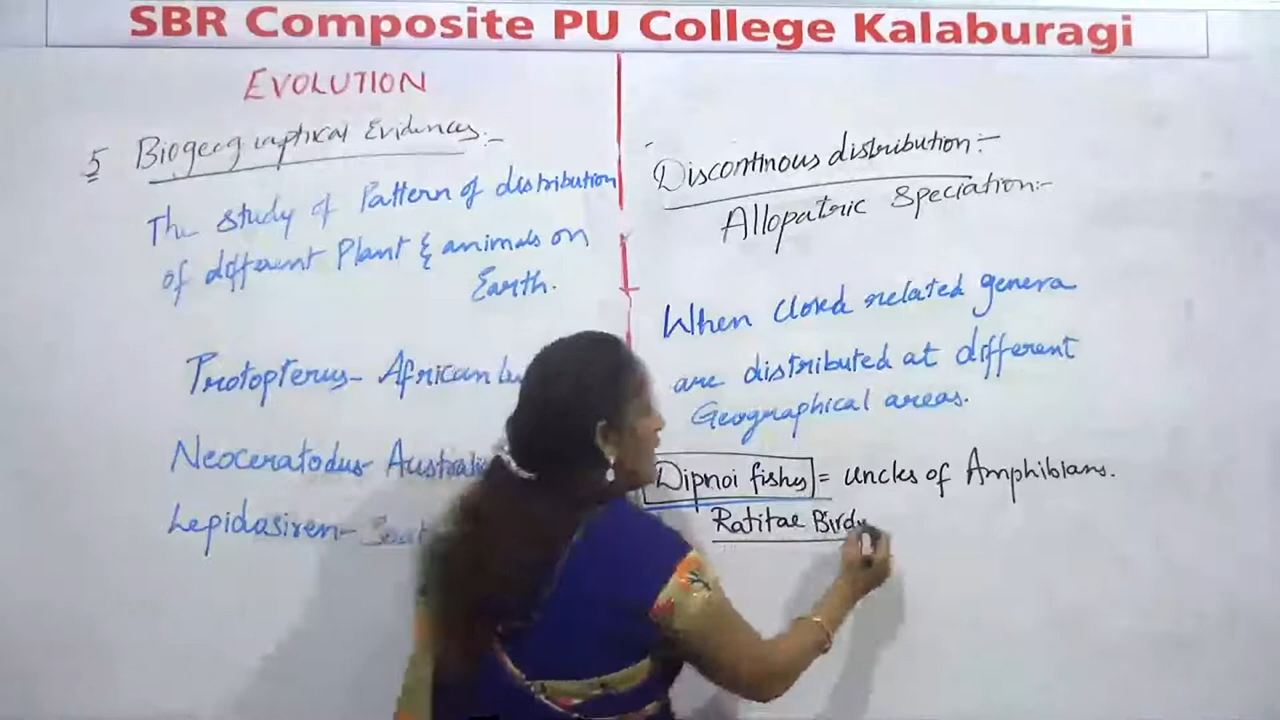 SBR Composite PU College Kalaburagi
EVOLUTION
5 Biogeographical Evidences:-
The study of Pattern of distribution
of different Plant & animals on
Earth.
Protopterus- African
Neoceratodus-
Lepidasiren-
Discontinous distribution:-
Allopatric Speciation:-
When Closed related genera
are distributed at different
Geographical areas.
Dipnoi fishes = uncles of Amphibians.
Ratitae Birds